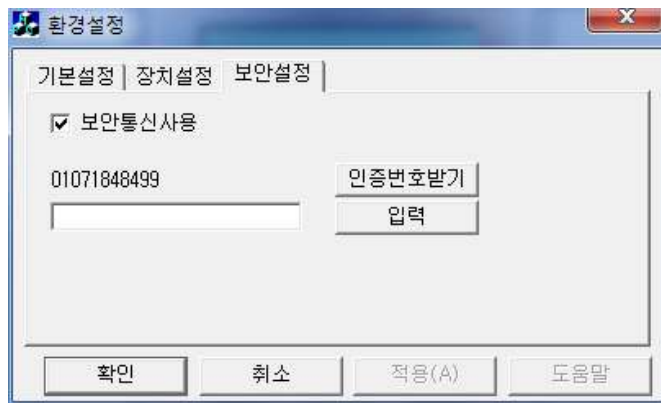 환경설정
기본설정 장치설정 보안설정
보안통신사용
01071848499 인증번호받기
입력
확인 취소 적용(A) 도움말